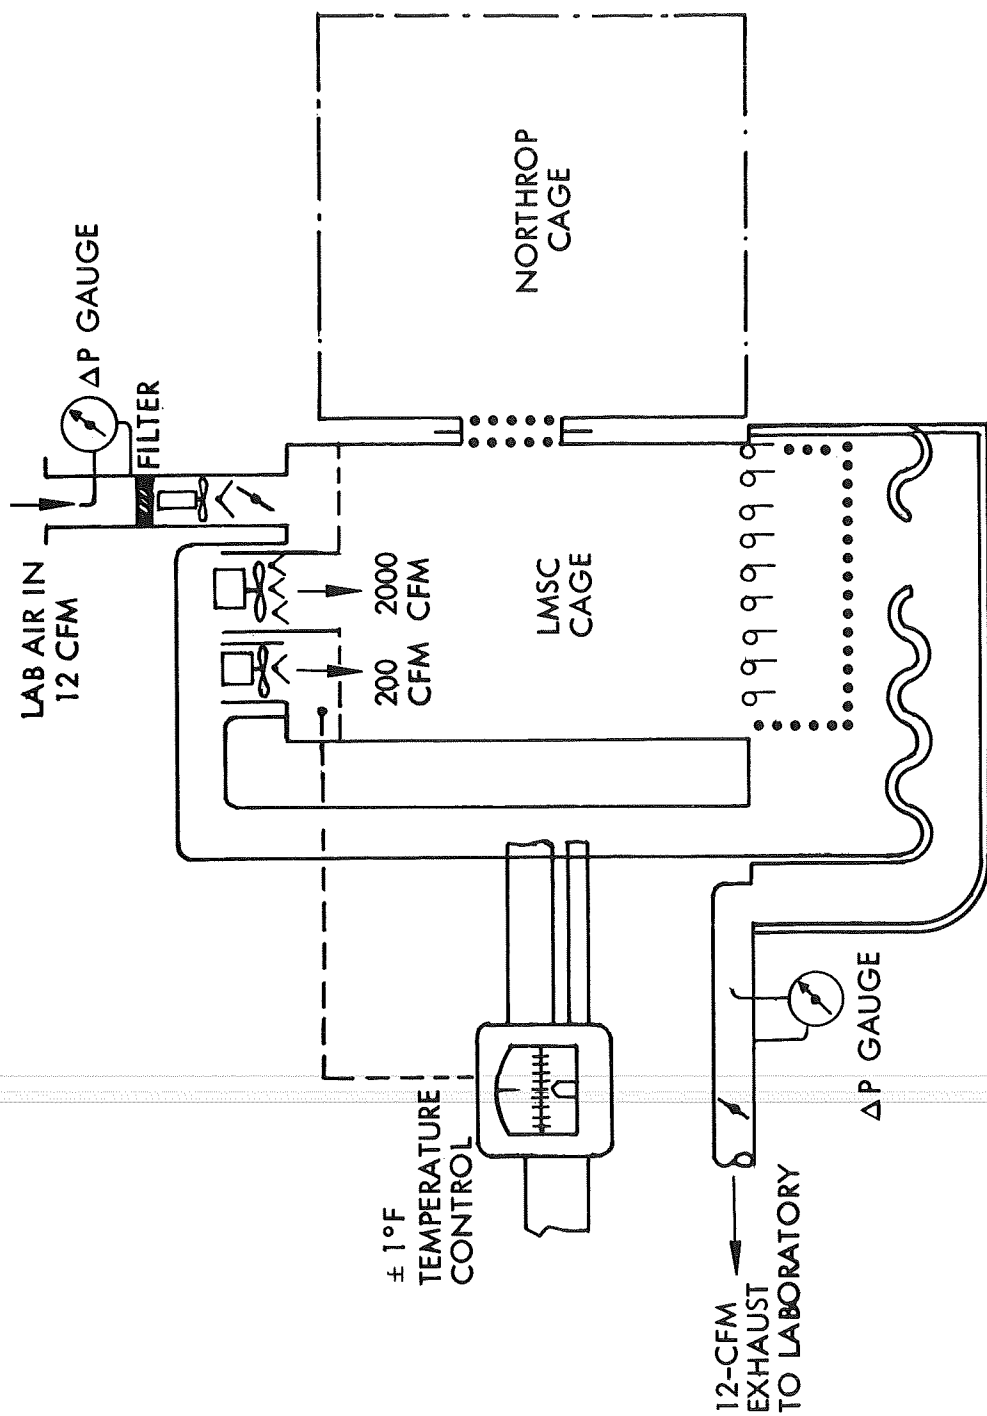 LAB AIR IN
12 CFM
ΔP GAUGE
FILTER
200
CFM
2000
CFM
LMSC
CAGE
NORTHROP
CAGE
± 1°F
TEMPERATURE
CONTROL
12-CFM
EXHAUST
TO LABORATORY
ΔP GAUGE